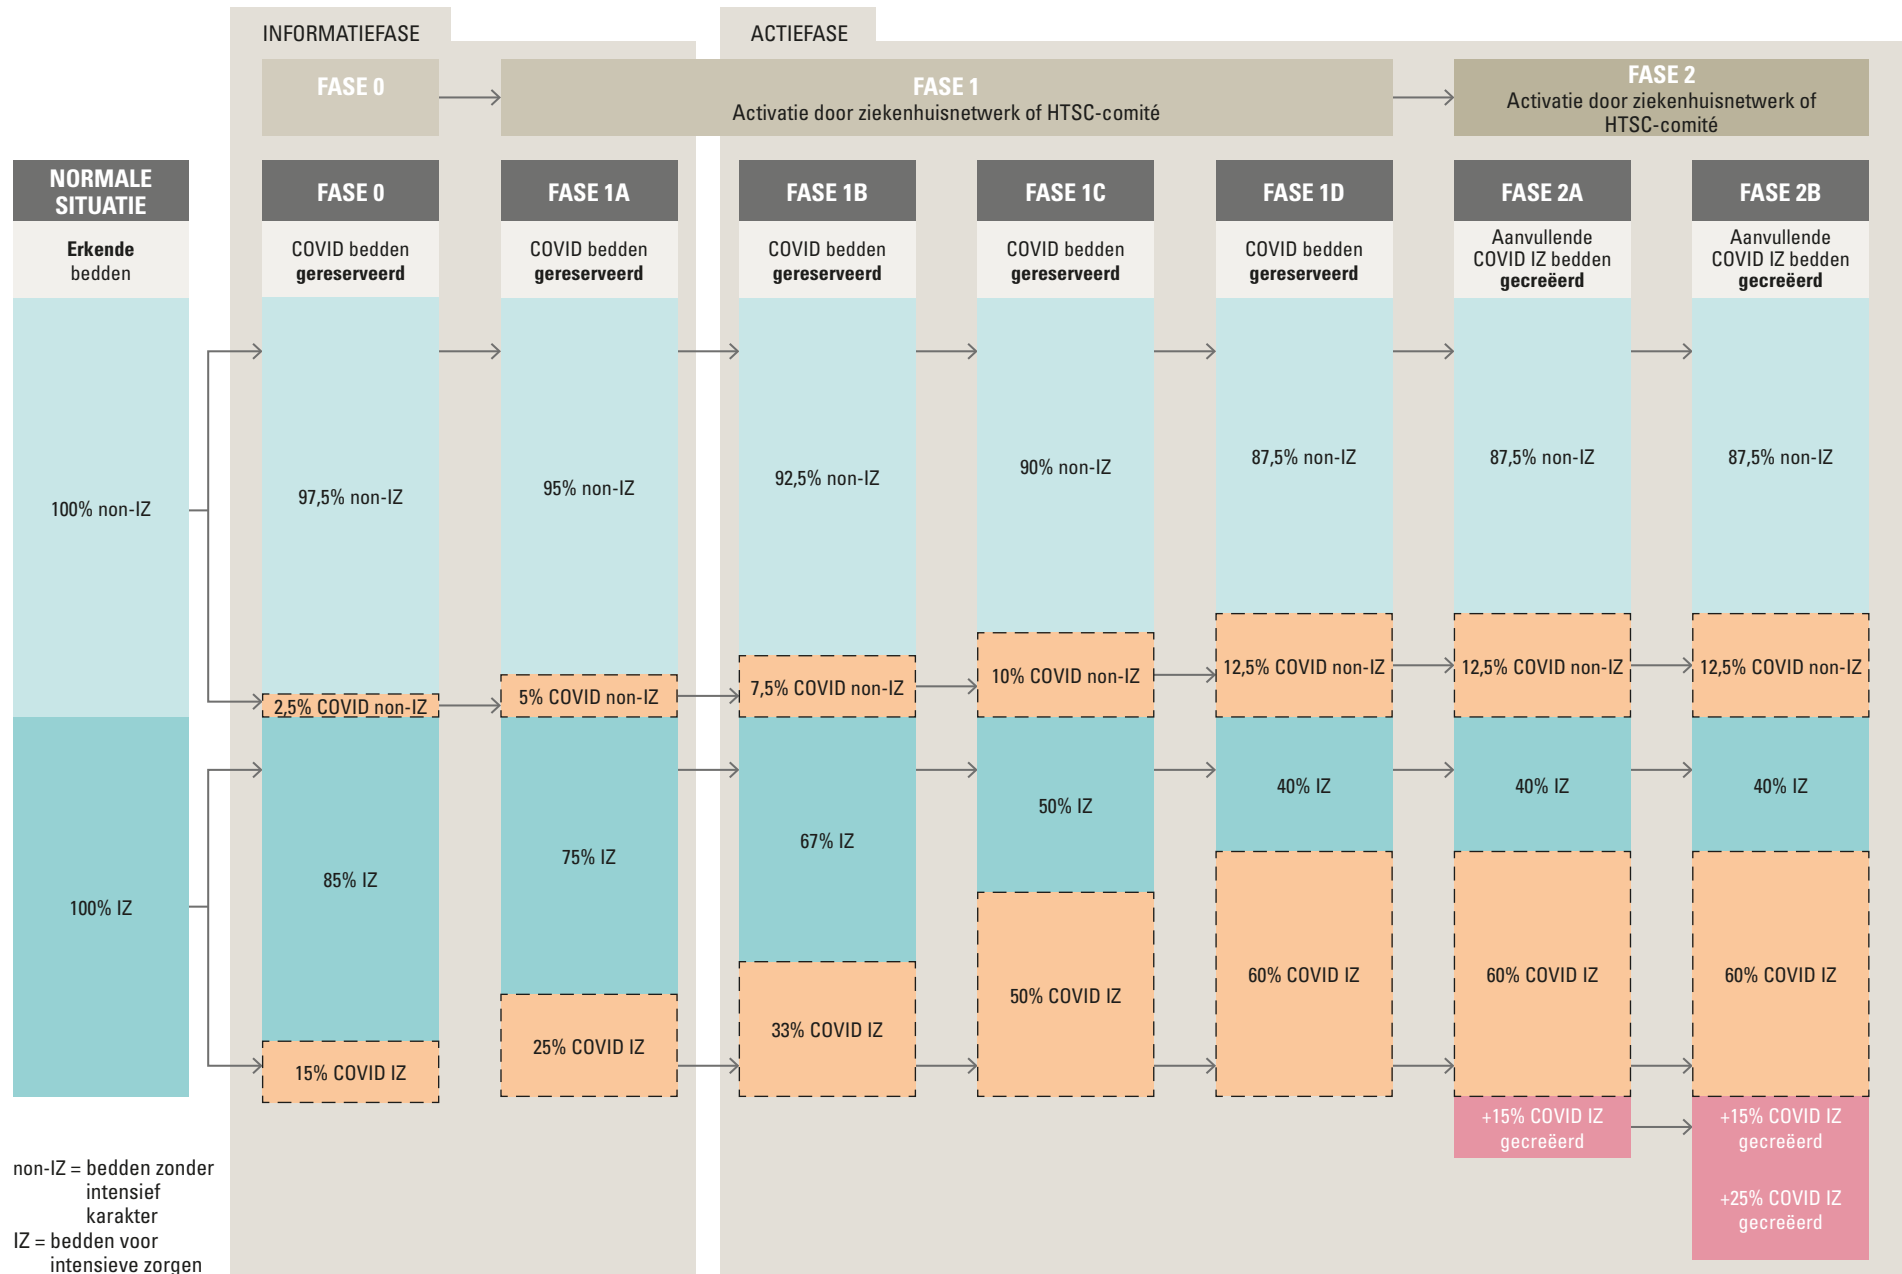 INFORMATIEFASE
ACTIEFASE
FASE 0
FASE 1
Activatie door ziekenhuisnetwerk of HTSC-comité
FASE 2
Activatie door ziekenhuisnetwerk of
HTSC-comité
NORMALE
SITUATIE
Erkende
bedden
100% non-IZ
100% IZ
FASE 0
COVID bedden
gereserveerd
97,5% non-IZ
2,5% COVID non-IZ
85% IZ
15% COVID IZ
FASE 1A
COVID bedden
gereserveerd
95% non-IZ
5% COVID non-IZ
75% IZ
25% COVID IZ
FASE 1B
COVID bedden
gereserveerd
92,5% non-IZ
7,5% COVID non-IZ
67% IZ
33% COVID IZ
FASE 1C
COVID bedden
gereserveerd
90% non-IZ
10% COVID non-IZ
50% IZ
50% COVID IZ
FASE 1D
COVID bedden
gereserveerd
87,5% non-IZ
12,5% COVID non-IZ
40% IZ
60% COVID IZ
FASE 2A
Aanvullende
COVID IZ bedden
gecreëerd
87,5% non-IZ
12,5% COVID non-IZ
40% IZ
60% COVID IZ
+15% COVID IZ
gecreëerd
FASE 2B
Aanvullende
COVID IZ bedden
gecreëerd
87,5% non-IZ
12,5% COVID non-IZ
40% IZ
60% COVID IZ
+15% COVID IZ
gecreëerd
+25% COVID IZ
gecreëerd
non-IZ = bedden zonder
intensief
karakter
IZ = bedden voor
intensieve zorgen